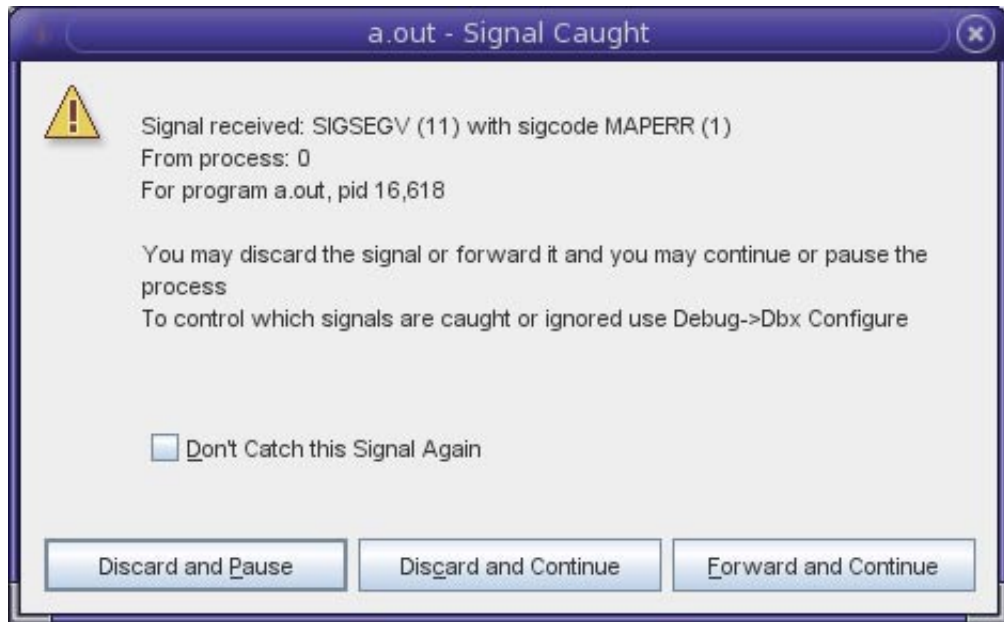 a.out - Signal Caught
Signal received: SIGSEGV (11) with sigcode MAPERR (1)
From process: 0
For program a.out, pid 16,618
You may discard the signal or forward it and you may continue or pause the
process
To control which signals are caught or ignored use Debug->Dbx Configure
Don't Catch this Signal Again
Discard and Pause
Discard and Continue
Forward and Continue